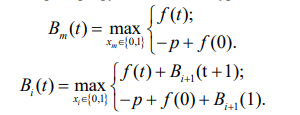 B_m(t) = max_{x_m∈{0,1}} { f(t);
−p + f(0).
B_i(t) = max_{x_i∈{0,1}} { f(t) + B_{i+1}(t+1);
−p + f(0) + B_{i+1}(1).